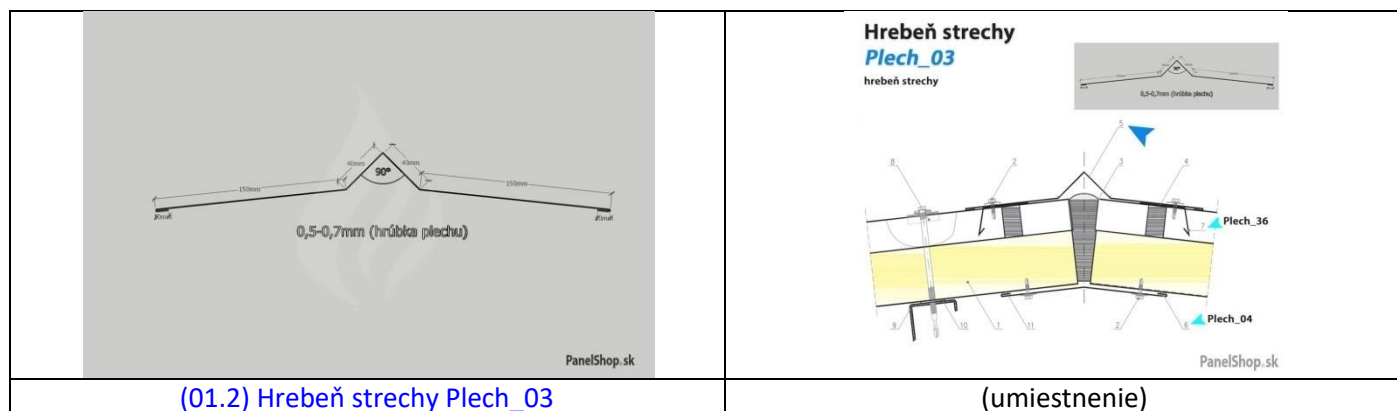 40mm
40mm
90°
150mm
150mm
0,5-0,7mm (hrúbka plechu)
PanelShop.sk
Hrebeň strechy
Plech_03
hrebeň strechy
90°
0,5-0,7mm (hrúbka plechu)
5
8
2
3
4
7
Plech_36
9
10
1
11
2
6
Plech_04
PanelShop.sk
(01.2) Hrebeň strechy Plech_03
(umiestnenie)